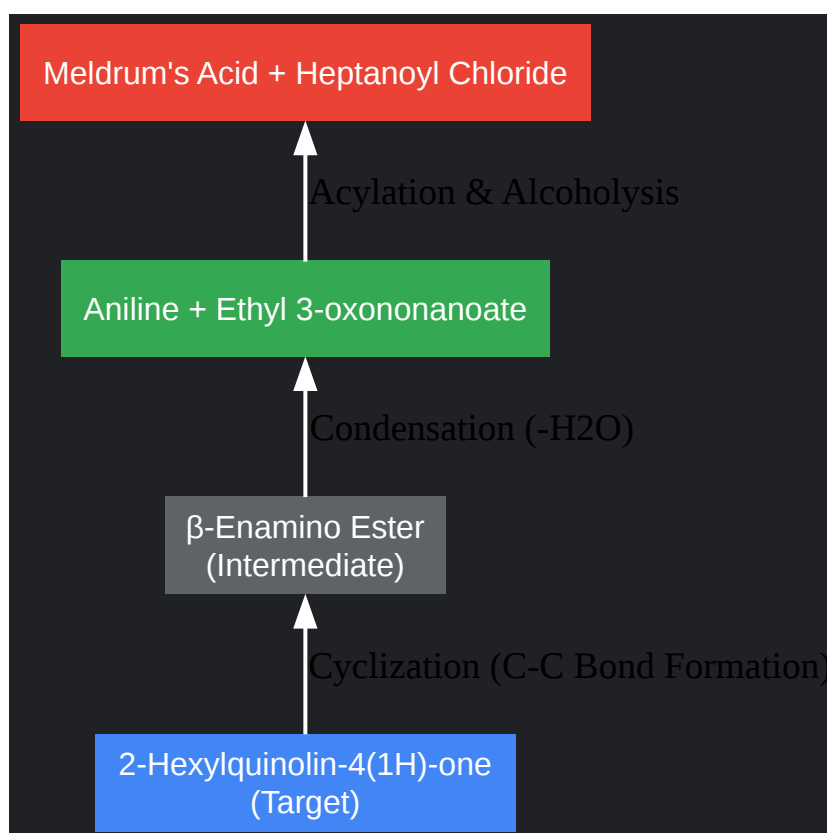 Meldrum's Acid + Heptanoyl Chloride
Acylation & Alcoholysis
Aniline + Ethyl 3-oxononanoate
Condensation (-H2O)
β-Enamino Ester
(Intermediate)
Cyclization (C-C Bond Formation)
2-Hexylquinolin-4(1H)-one
(Target)